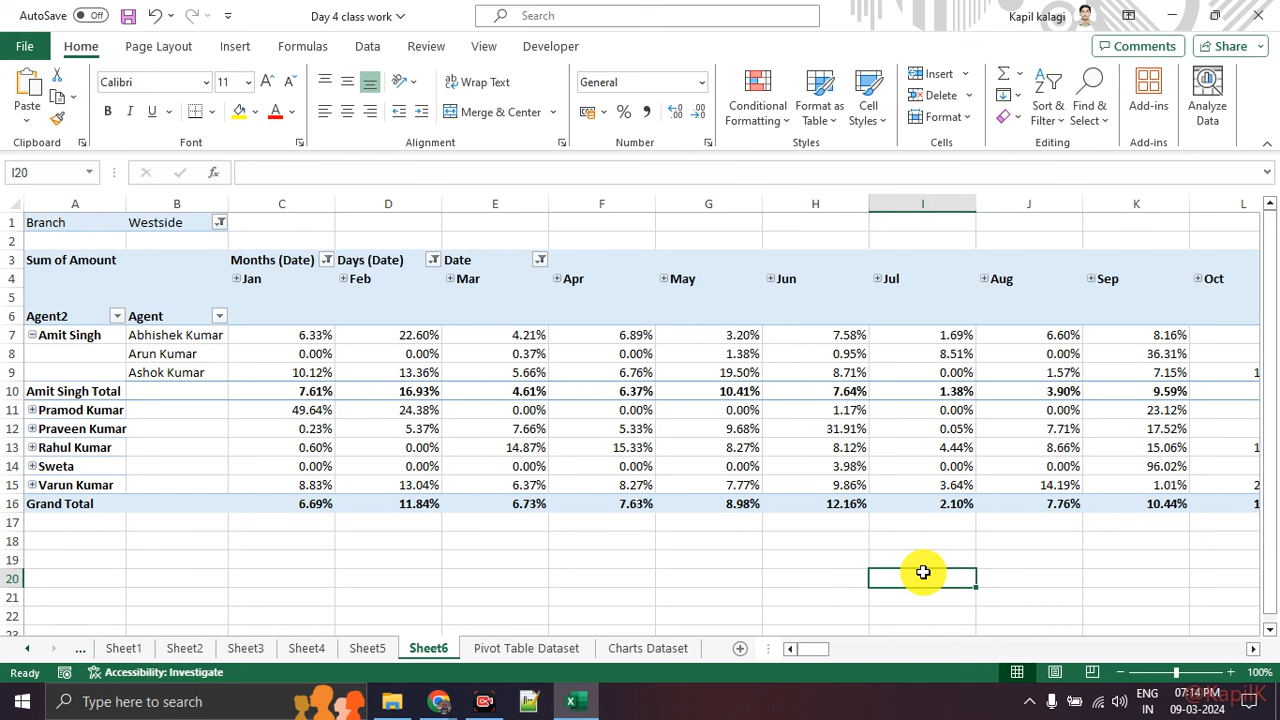 AutoSave Off Day 4 class work Search Kapil kalagi
File Home Page Layout Insert Formulas Data Review View Developer Comments Share
Paste Calibri 11 Wrap Text General Conditional Formatting Format as Table Cell Styles Insert Sort & Filter Find & Select Add-ins Analyze Data
B I U Merge & Center Delete
Format
Clipboard Font Alignment Number Styles Cells Editing Add-ins
I20 fx
A B C D E F G H I J K L
1 Branch Westside
2
3 Sum of Amount Months (Date) Days (Date) Date
4 Jan Feb Mar Apr May Jun Jul Aug Sep Oct
5
6 Agent2 Agent
7 Amit Singh Abhishek Kumar 6.33% 22.60% 4.21% 6.89% 3.20% 7.58% 1.69% 6.60% 8.16%
8 Arun Kumar 0.00% 0.00% 0.37% 0.00% 1.38% 0.95% 8.51% 0.00% 36.31%
9 Ashok Kumar 10.12% 13.36% 5.66% 6.76% 19.50% 8.71% 0.00% 1.57% 7.15% 1
10 Amit Singh Total 7.61% 16.93% 4.61% 6.37% 10.41% 7.64% 1.38% 3.90% 9.59%
11 Pramod Kumar 49.64% 24.38% 0.00% 0.00% 0.00% 1.17% 0.00% 0.00% 23.12%
12 Praveen Kumar 0.23% 5.37% 7.66% 5.33% 9.68% 31.91% 0.05% 7.71% 17.52%
13 Rahul Kumar 0.60% 0.00% 14.87% 15.33% 8.27% 8.12% 4.44% 8.66% 15.06% 1
14 Sweta 0.00% 0.00% 0.00% 0.00% 0.00% 3.98% 0.00% 0.00% 96.02%
15 Varun Kumar 8.83% 13.04% 6.37% 8.27% 7.77% 9.86% 3.64% 14.19% 1.01% 2
16 Grand Total 6.69% 11.84% 6.73% 7.63% 8.98% 12.16% 2.10% 7.76% 10.44% 1
17
18
19
20
21
22
23
... Sheet1 Sheet2 Sheet3 Sheet4 Sheet5 Sheet6 Pivot Table Dataset Charts Dataset
Ready Accessibility: Investigate 100%
Type here to search ENG IN 07:14 PM 09-03-2024
@KapilK